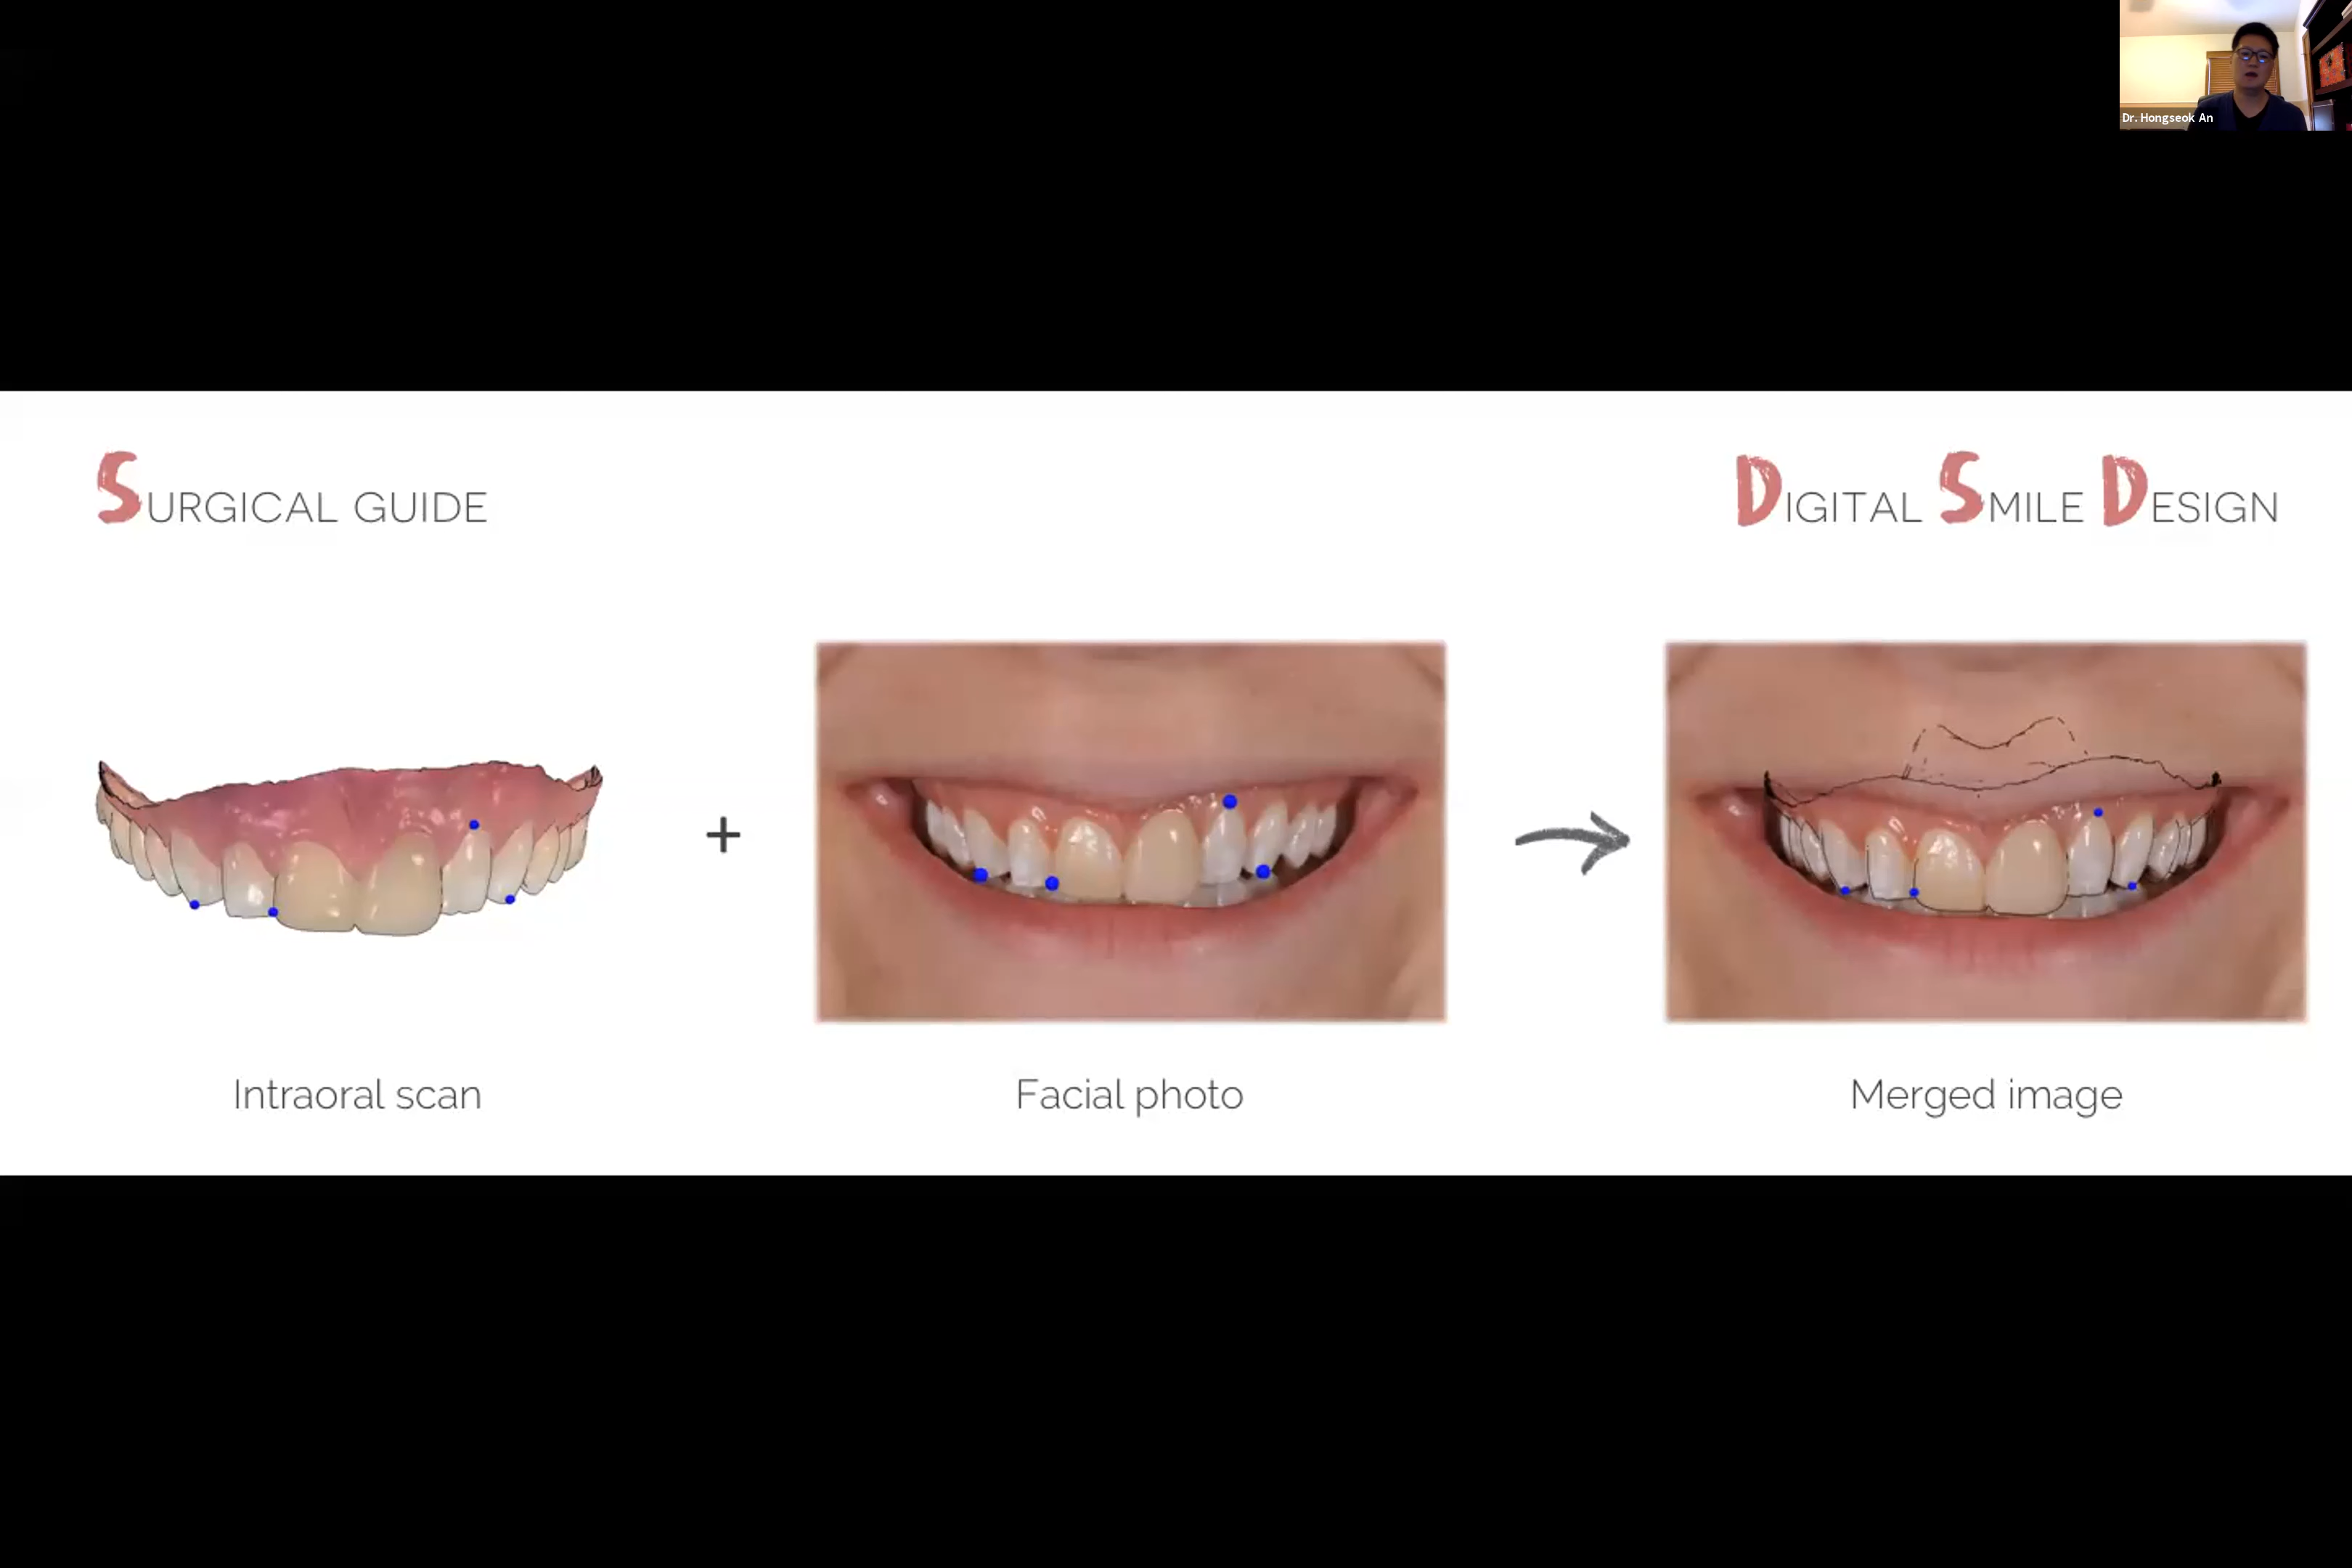 Dr. Hongseok An
SURGICAL GUIDE
DIGITAL SMILE DESIGN
+
Intraoral scan
Facial photo
Merged image